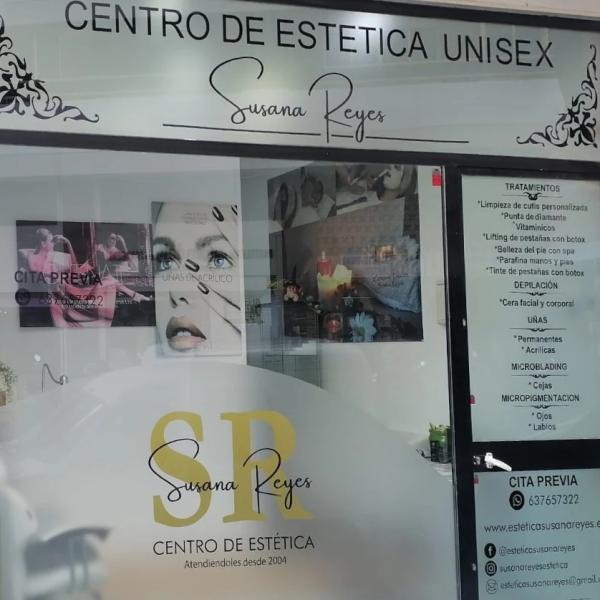 CENTRO DE ESTETICA UNISEX
Susana Reyes
CITA PREVIA
637657322
UÑAS DE ACRÍLICO
SR
Susana Reyes
CENTRO DE ESTÉTICA
Atendiendoles desde 2004
TRATAMIENTOS
*Limpieza de cutis personalizada
*Punta de diamante
*Vitaminicos
*Lifting de pestañas con botox
*Belleza del pie con spa
*Parafina manos y pies
*Tinte de pestañas con botox
DEPILACIÓN
*Cera facial y corporal
UÑAS
*Permanentes
*Acrilicas
MICROBLADING
*Cejas
MICROPIGMENTACION
*Ojos
*Labios
CITA PREVIA
637657322
www.esteticasusanareyes.e
@esteticasusanareyes
susanareyesestetica
esteticasusanareyes@gmail.c